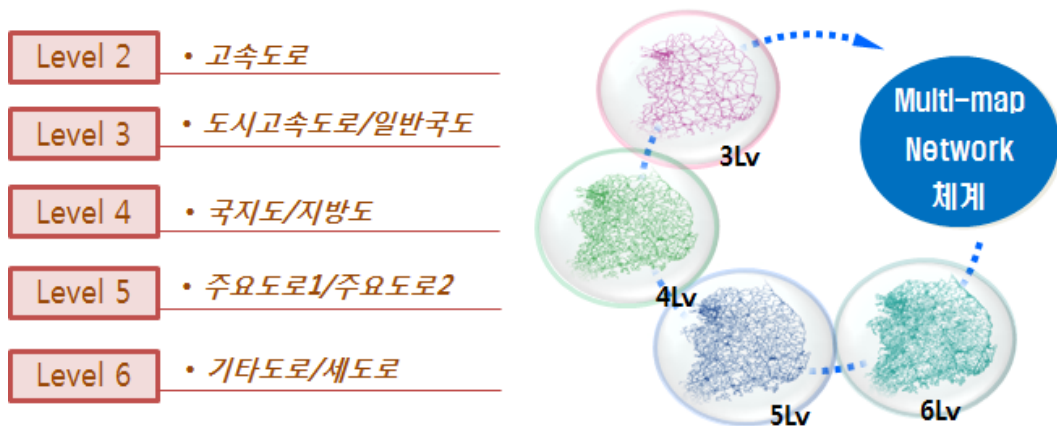 Level 2
• 고속도로
Level 3
• 도시고속도로/일반국도
Level 4
• 국지도/지방도
Level 5
• 주요도로1/주요도로2
Level 6
• 기타도로/세도로
3Lv
Multi-map
Network
체계
4Lv
5Lv
6Lv